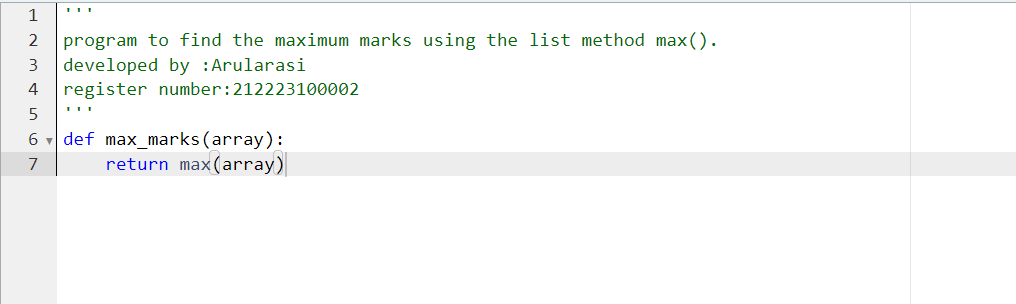 1 '''
2 program to find the maximum marks using the list method max().
3 developed by :Arularasi
4 register number:212223100002
5 '''
6 def max_marks(array):
7     return max(array)